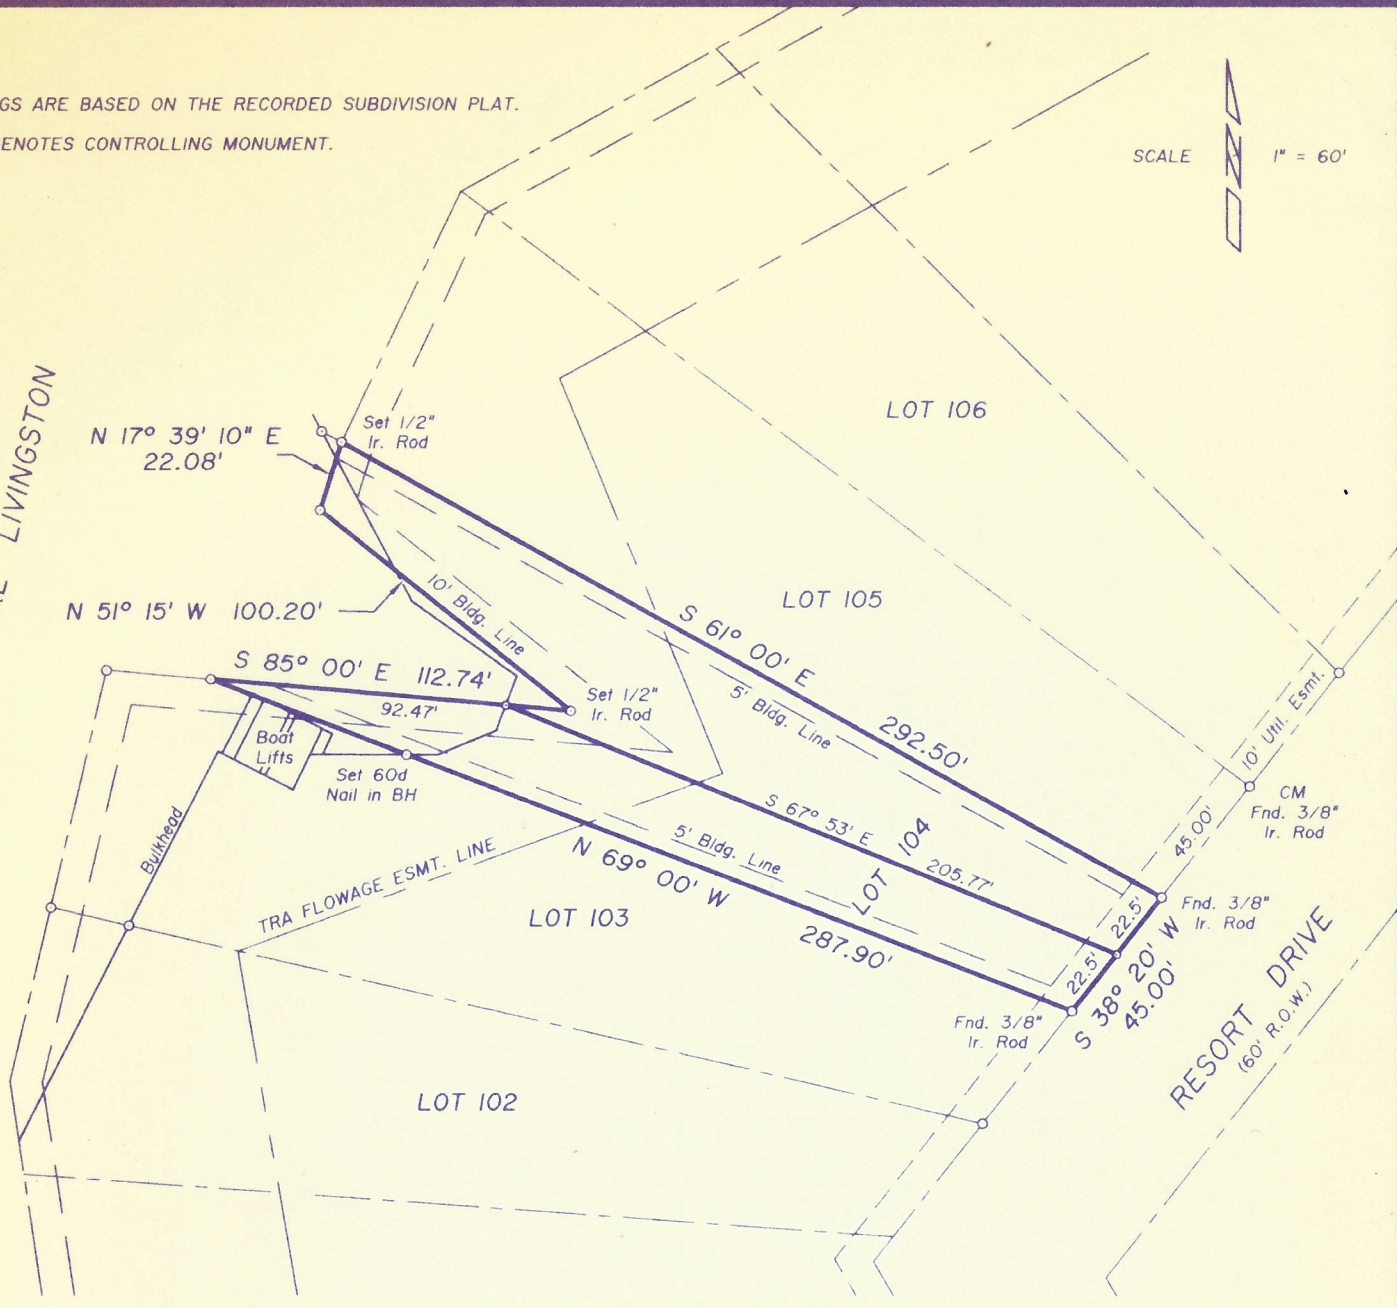 GS ARE BASED ON THE RECORDED SUBDIVISION PLAT.
ENOTES CONTROLLING MONUMENT.
SCALE
1" = 60'
LIVINGSTON
N 17° 39' 10" E
22.08'
Set 1/2"
Ir. Rod
LOT 106
N 51° 15' W 100.20'
10' Bldg. Line
LOT 105
S 61° 00' E
292.50'
5' Bldg. Line
S 85° 00' E 112.74'
92.47'
Set 1/2"
Ir. Rod
Boat
Lifts
Set 60d
Nail in BH
Bulkhead
10' Util. Esmt.
CM
Fnd. 3/8"
Ir. Rod
45.00'
S 67° 53' E
205.77'
LOT 104
5' Bldg. Line
N 69° 00' W
287.90'
TRA FLOWAGE ESMT. LINE
LOT 103
22.5'
22.5'
Fnd. 3/8"
Ir. Rod
S 38° 20' W
45.00'
Fnd. 3/8"
Ir. Rod
RESORT DRIVE
(60' R.O.W.)
LOT 102